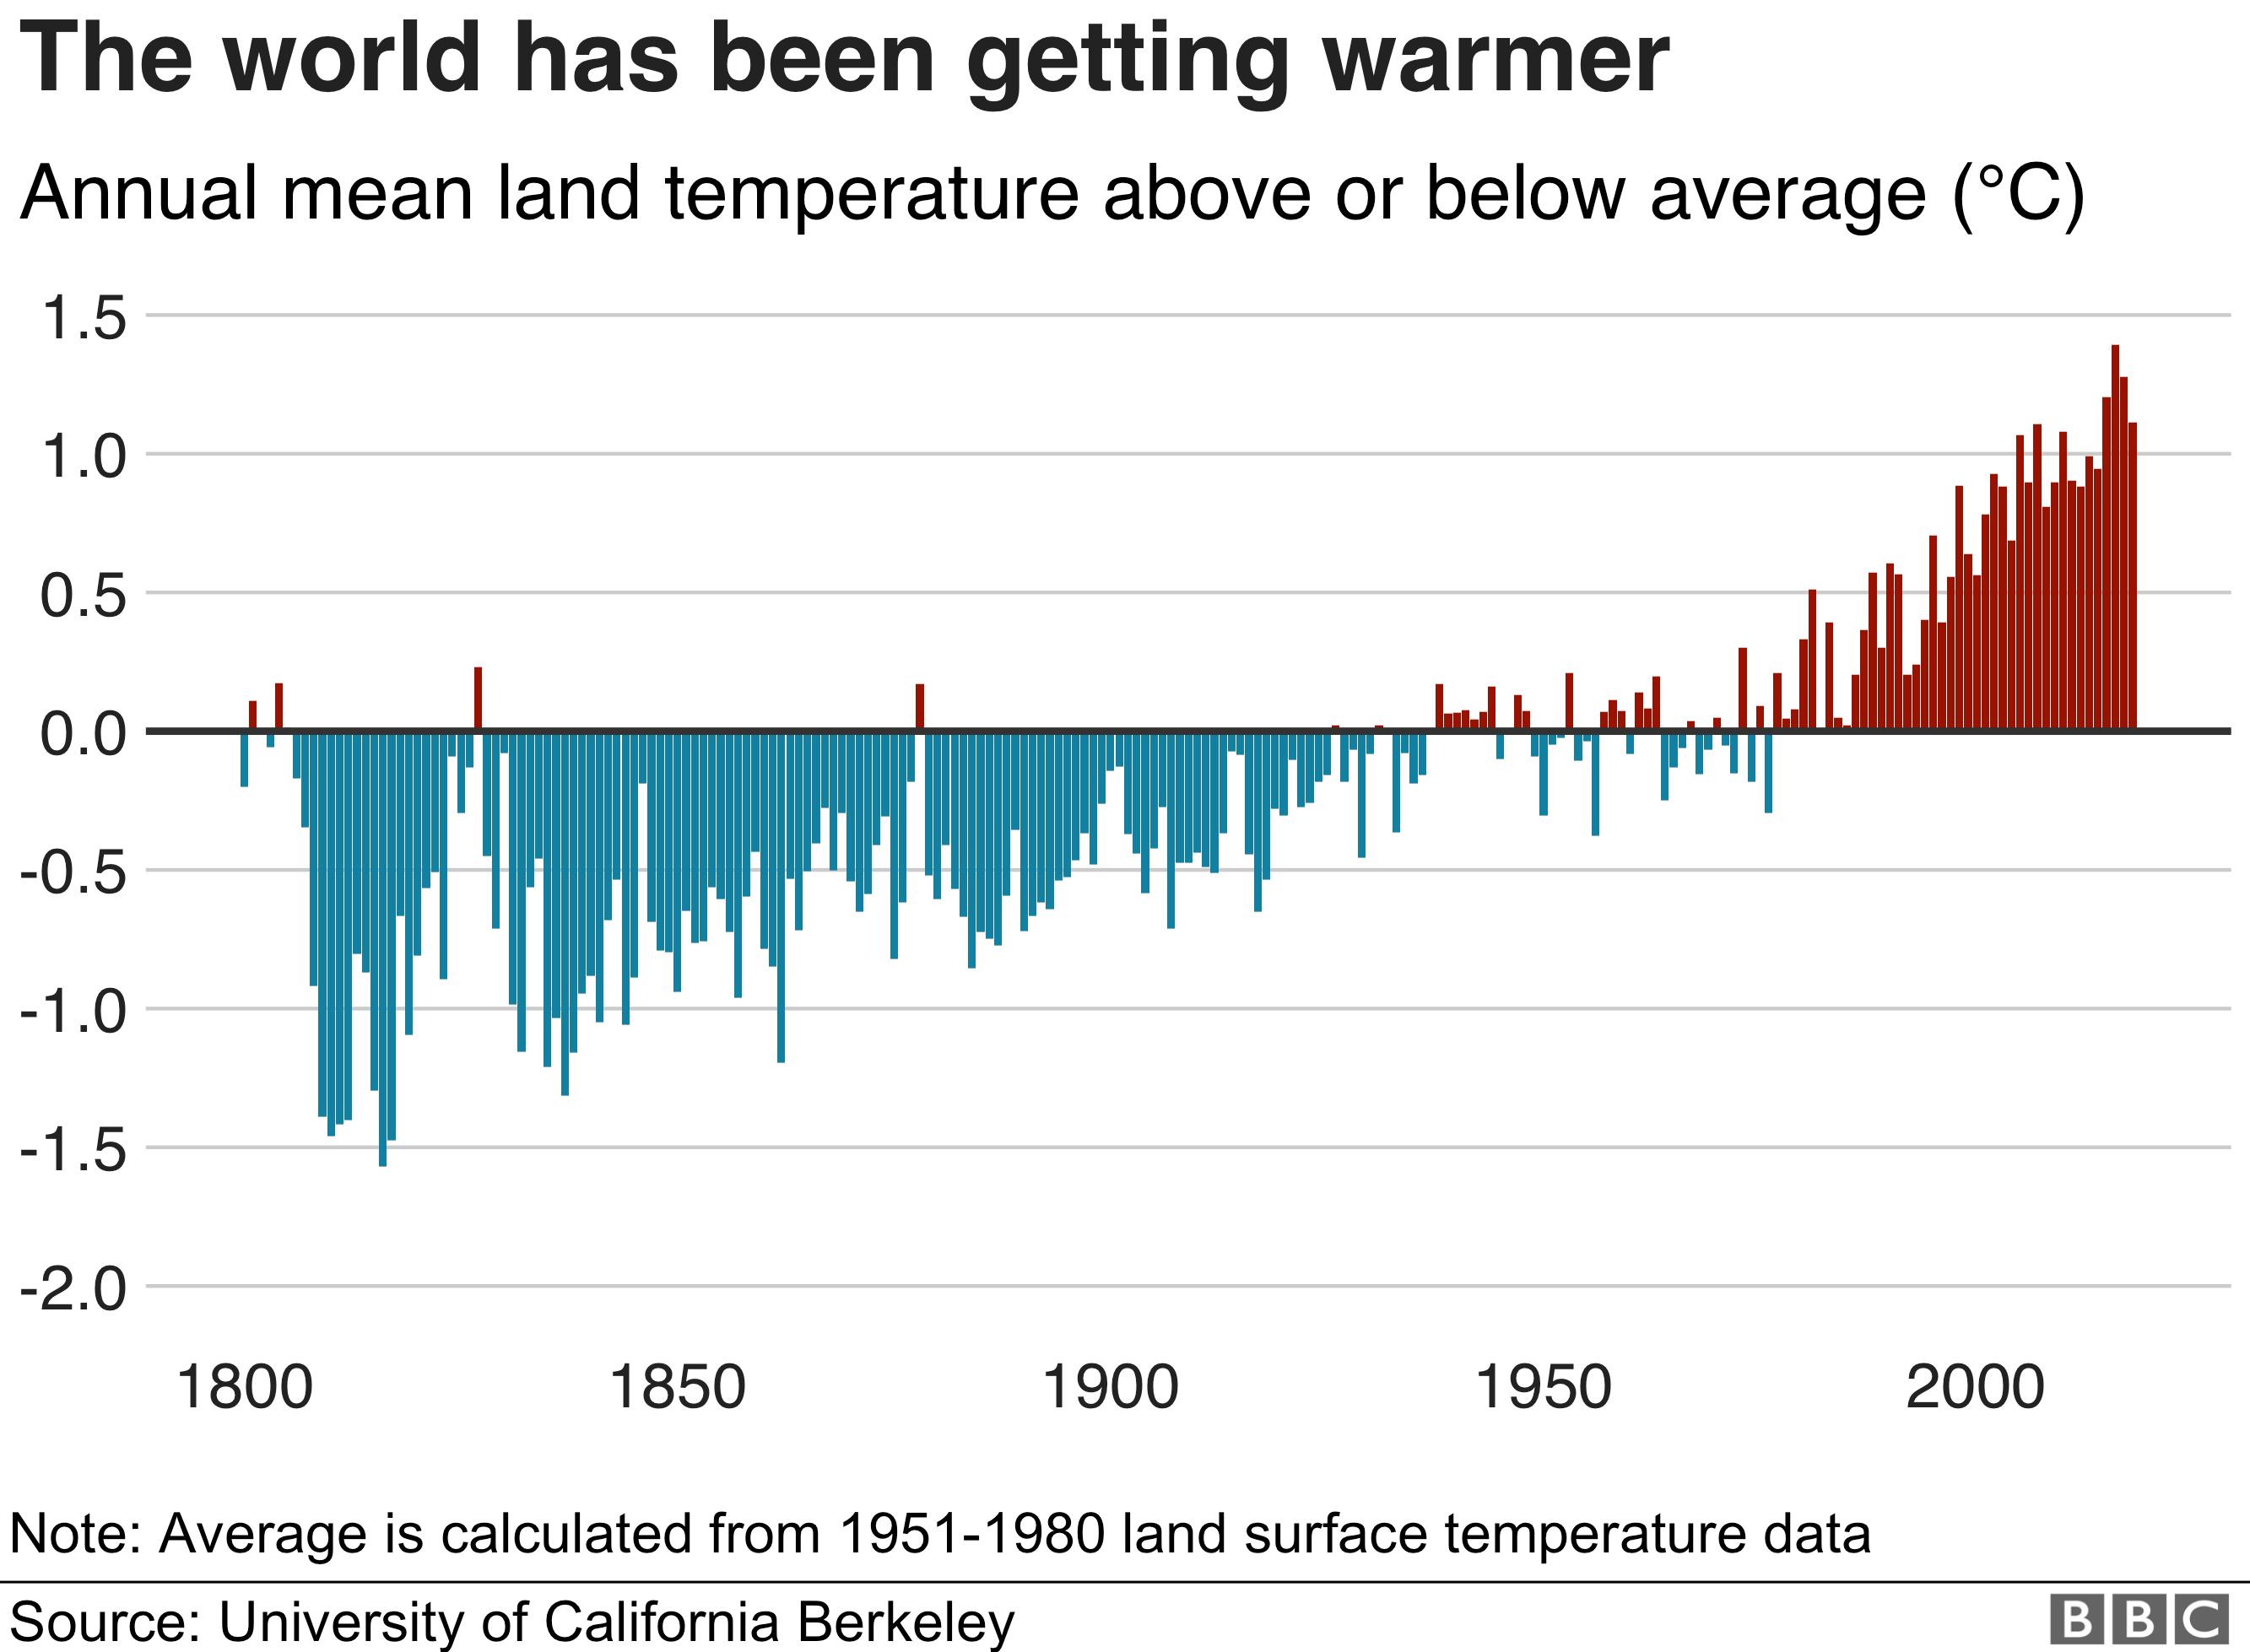 The world has been getting warmer
Annual mean land temperature above or below average (°C)
1.5
1.0
0.5
0.0
-0.5
-1.0
-1.5
-2.0
1800 1850 1900 1950 2000
Note: Average is calculated from 1951-1980 land surface temperature data
Source: University of California Berkeley
BBC